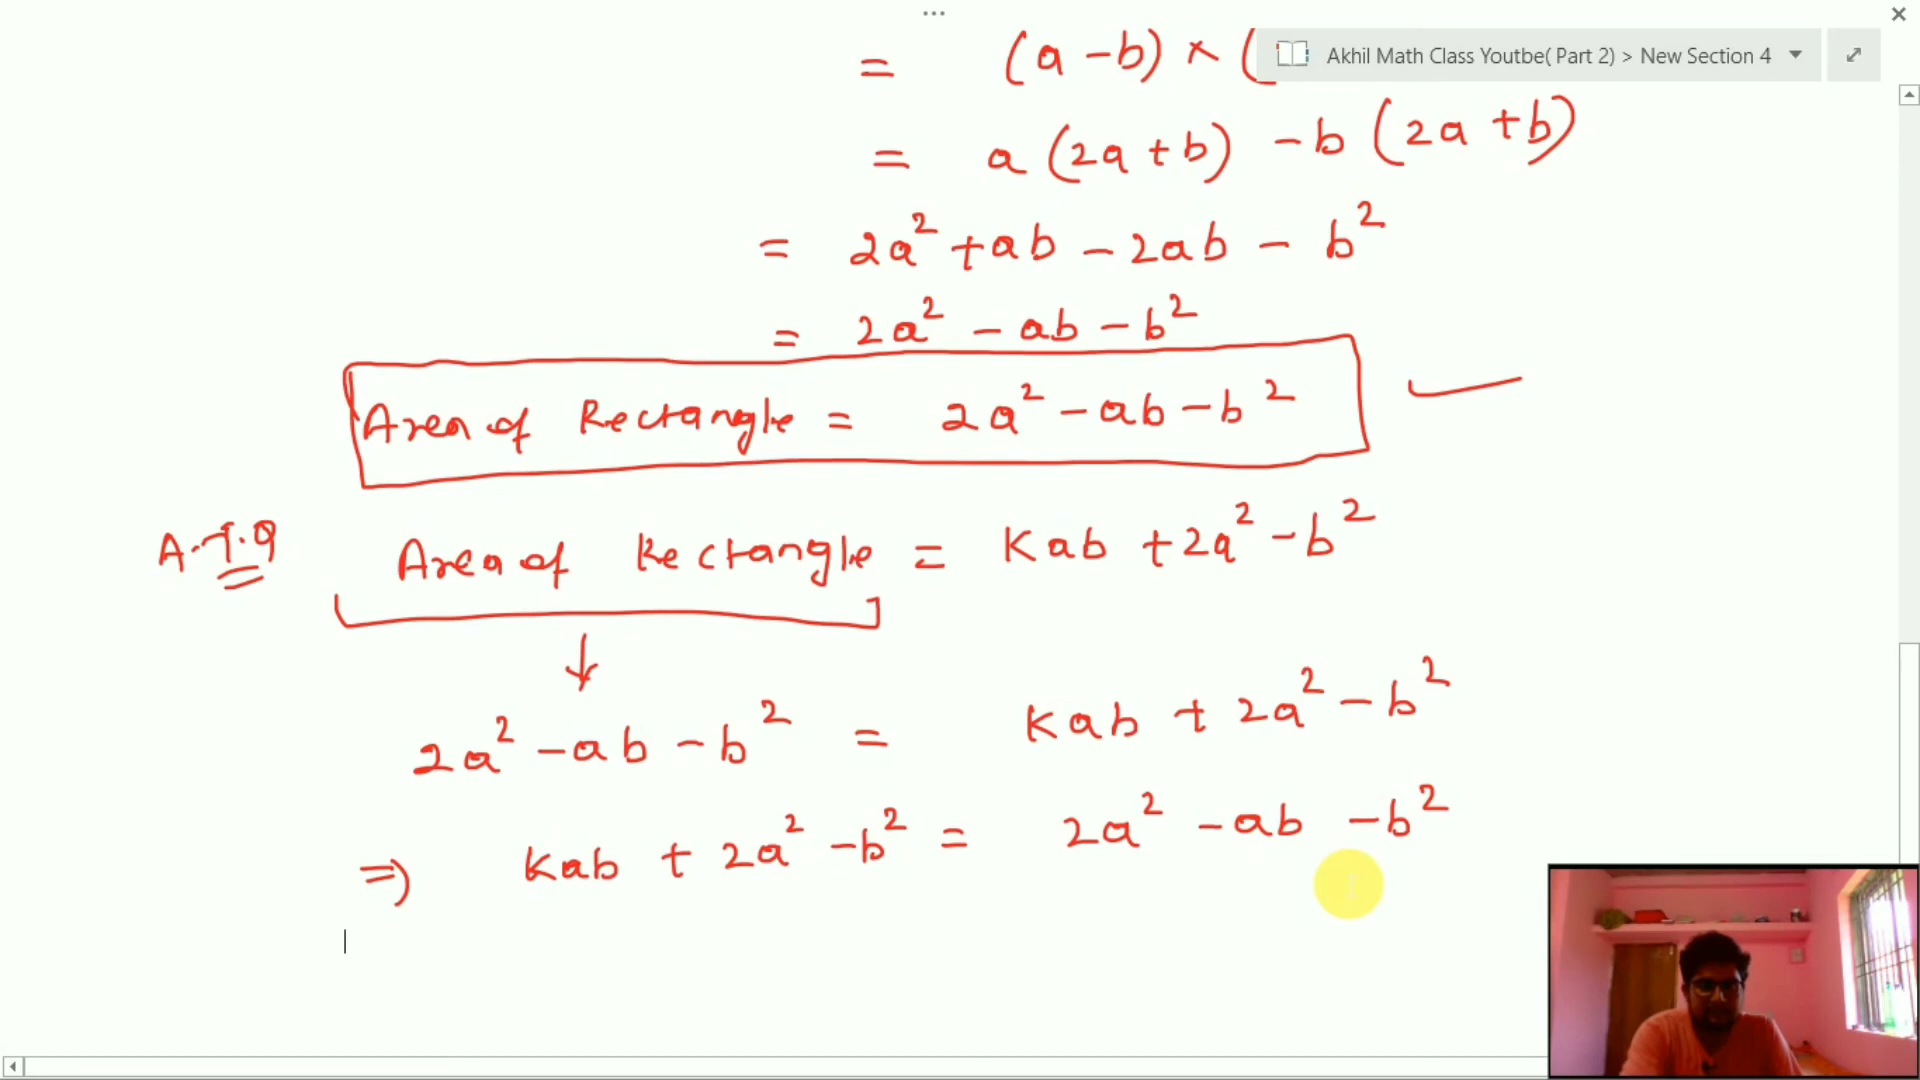 ...
= (a - b) × (
Akhil Math Class Youtbe( Part 2) > New Section 4
= a (2a + b) - b (2a + b)
= 2a² + ab - 2ab - b²
= 2a² - ab - b²
Area of Rectangle = 2a² - ab - b²
A.T.Q Area of Rectangle = Kab + 2a² - b²
2a² - ab - b² = Kab + 2a² - b²
⇒ Kab + 2a² - b² = 2a² - ab - b²